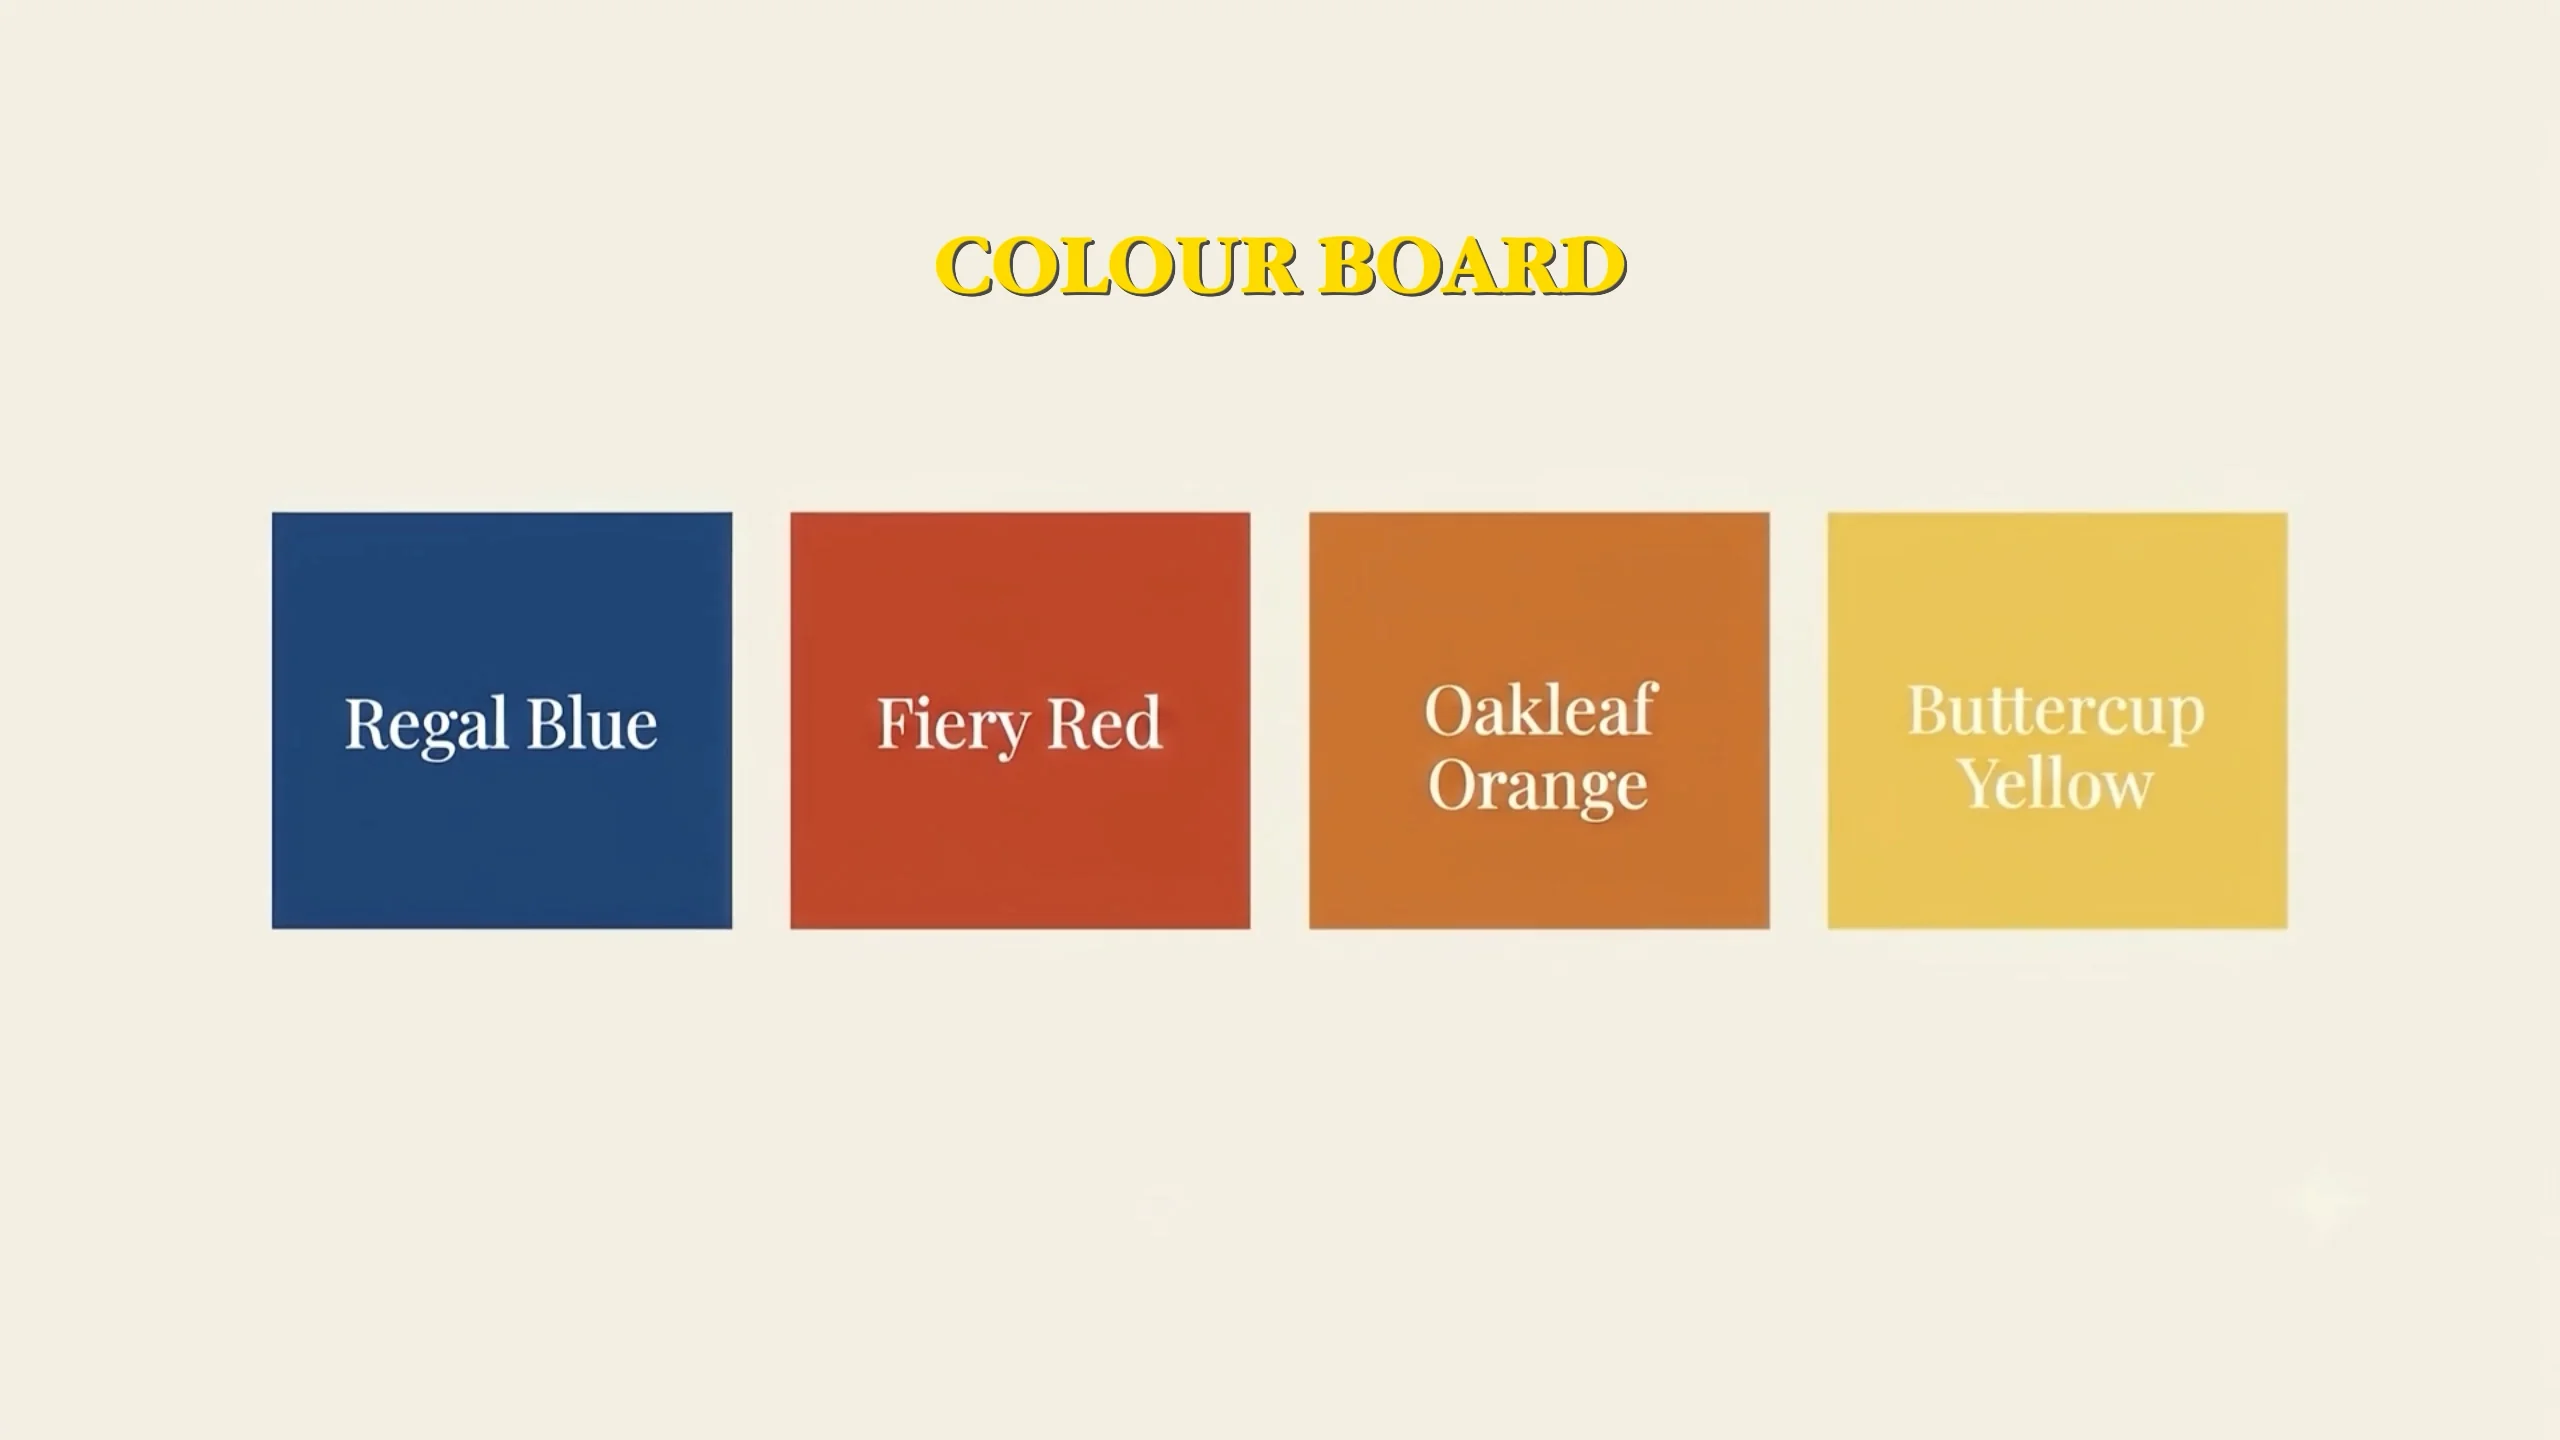 COLOUR BOARD
Regal Blue
Fiery Red
Oakleaf
Orange
Buttercup
Yellow